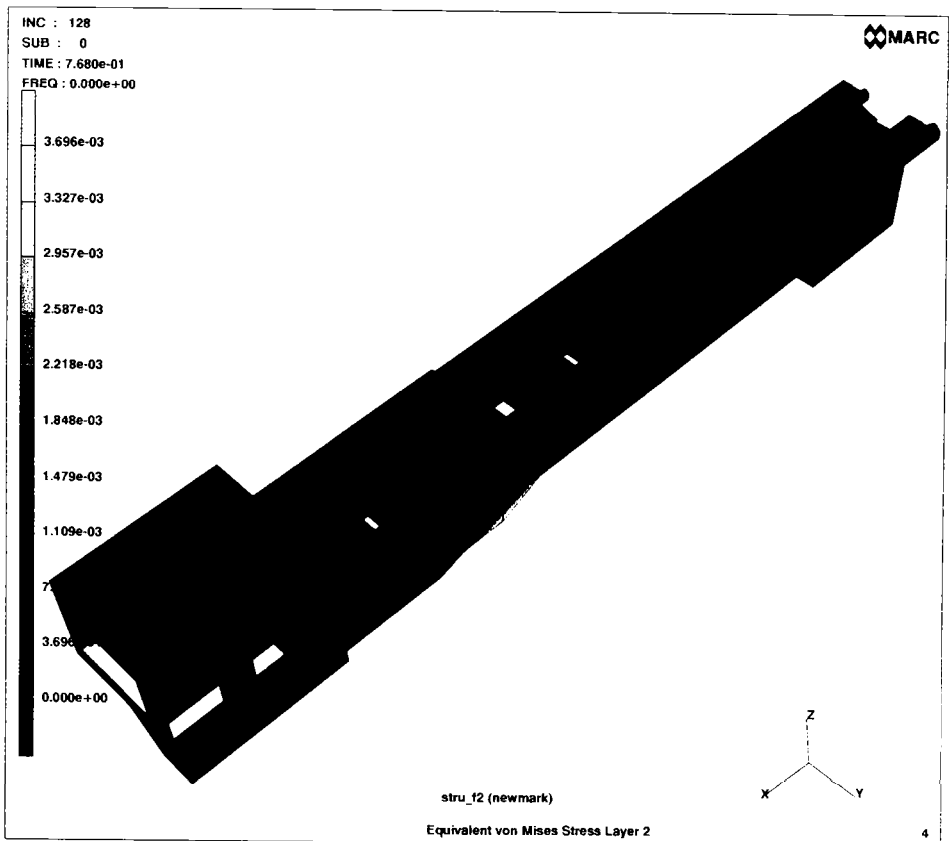 INC : 128
SUB : 0
TIME : 7.680e-01
FREQ : 0.000e+00
MARC
3.696e-03
3.327e-03
2.957e-03
2.587e-03
2.218e-03
1.848e-03
1.479e-03
1.109e-03
0.000e+00
Z
X
Y
stru_f2 (newmark)
Equivalent von Mises Stress Layer 2
4